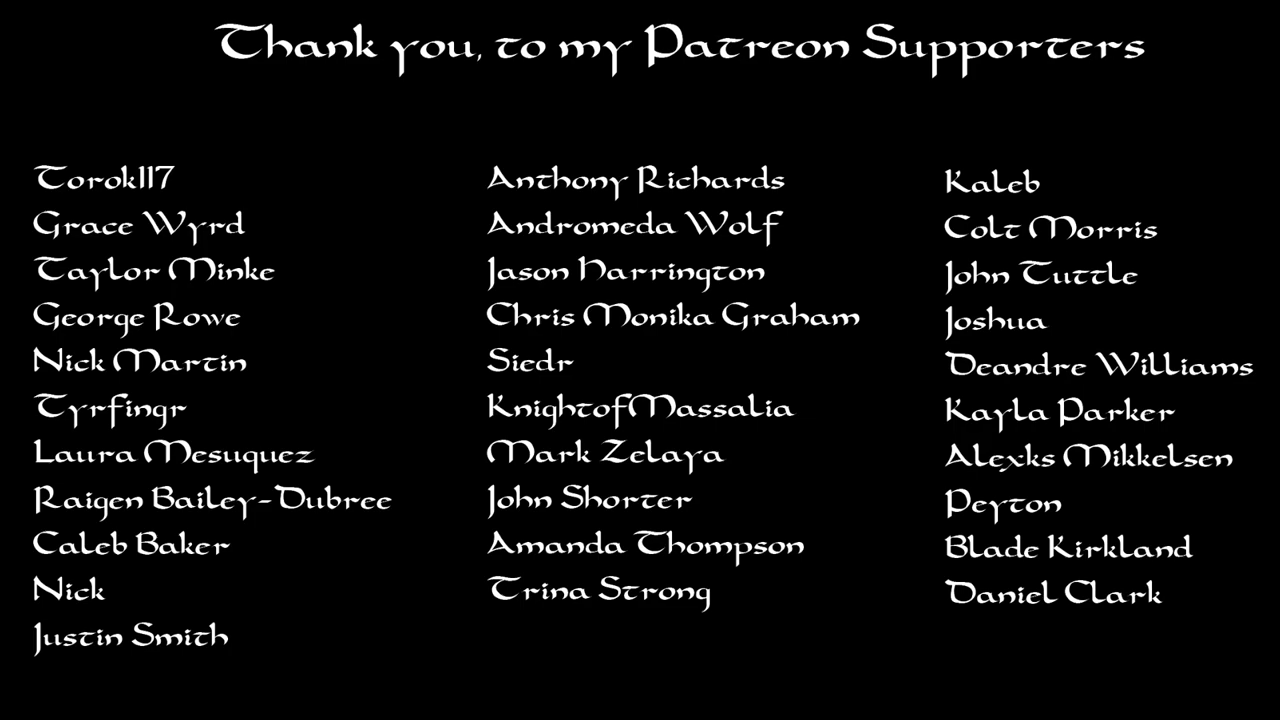 Thank you, to my Patreon Supporters
Torok117
Grace Wyrd
Taylor Minke
George Rowe
Nick Martin
Tyrfingr
Laura Mesuquez
Raigen Bailey-Dubree
Caleb Baker
Nick
Justin Smith
Anthony Richards
Andromeda Wolf
Jason Harrington
Chris Monika Graham
Siedr
KnightofMassalia
Mark Zelaya
John Shorter
Amanda Thompson
Trina Strong
Kaleb
Colt Morris
John Tuttle
Joshua
Deandre Williams
Kayla Parker
Alexks Mikkelsen
Peyton
Blade Kirkland
Daniel Clark